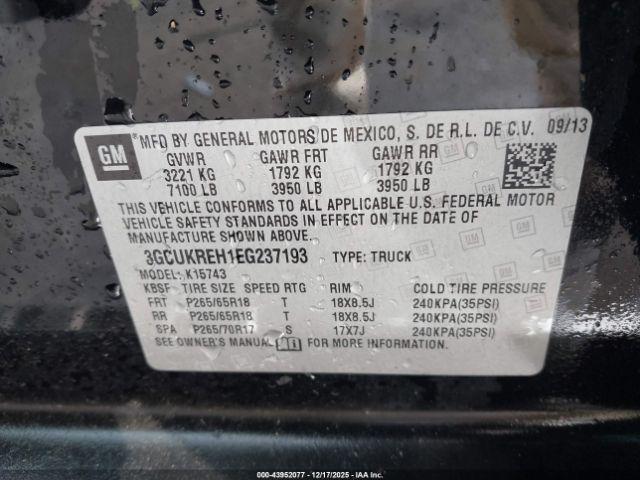 GM
® MFD BY GENERAL MOTORS DE MEXICO, S. DE R.L. DE C.V. 09/13
GVWR GAWR FRT GAWR RR
3221 KG 1792 KG 1792 KG
7100 LB 3950 LB 3950 LB
THIS VEHICLE CONFORMS TO ALL APPLICABLE U.S. FEDERAL MOTOR
VEHICLE SAFETY STANDARDS IN EFFECT ON THE DATE OF
MANUFACTURE SHOWN ABOVE.
3GCUKREH1EG237193 TYPE: TRUCK
MODEL: K15743
KBSF TIRE SIZE SPEED RTG RIM COLD TIRE PRESSURE
FRT P265/65R18 T 18X8.5J 240KPA(35PSI)
RR P265/65R18 T 18X8.5J 240KPA(35PSI)
SPA P265/70R17 S 17X7J 240KPA(35PSI)
SEE OWNER'S MANUAL FOR MORE INFORMATION.
000-43952077 — 12/17/2025 — IAAI.COM